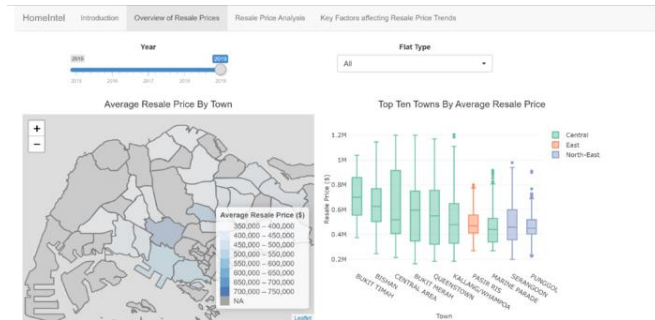 HomeIntel Introduction Overview of Resale Prices Resale Price Analysis Key Factors affecting Resale Price Trends
Year
Flat Type
2015 2019
All
2015 2016 2017 2018 2019
Average Resale Price By Town
Top Ten Towns By Average Resale Price
+
−
Average Resale Price ($)
350,000 – 400,000
400,000 – 450,000
450,000 – 500,000
500,000 – 550,000
550,000 – 600,000
600,000 – 650,000
650,000 – 700,000
700,000 – 750,000
NA
Leaflet
Resale Price ($)
1.2M
1M
0.8M
0.6M
0.4M
0.2M
BUKIT TIMAH
BISHAN
CENTRAL AREA
BUKIT MERAH
QUEENSTOWN
KALLANG/WHAMPOA
PASIR RIS
MARINE PARADE
SERANGOON
PUNGGOL
Town
Central
East
North-East